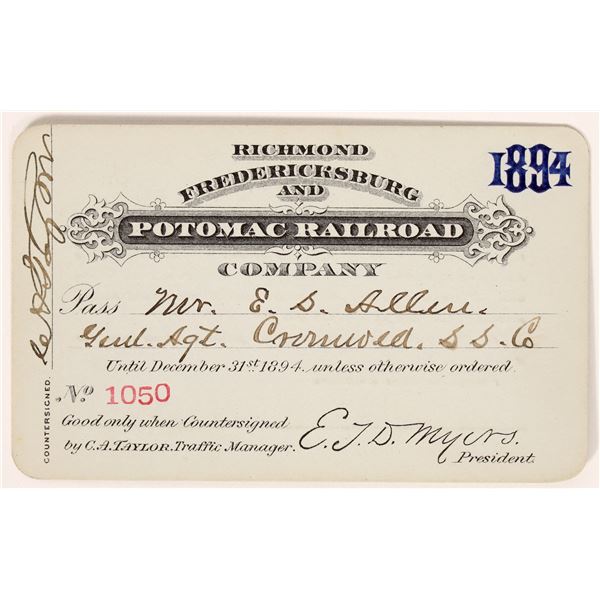 RICHMOND
FREDERICKSBURG
AND
POTOMAC RAILROAD
COMPANY
1894
Pass Mr. E. S. Allen.
Genl. Agt. Cromwell S. S. Co
Until December 31st. 1894. unless otherwise ordered.
No. 1050
Good only when Countersigned
by C.A. TAYLOR. Traffic Manager.
E.T.D. Myers.
President.
COUNTERSIGNED.